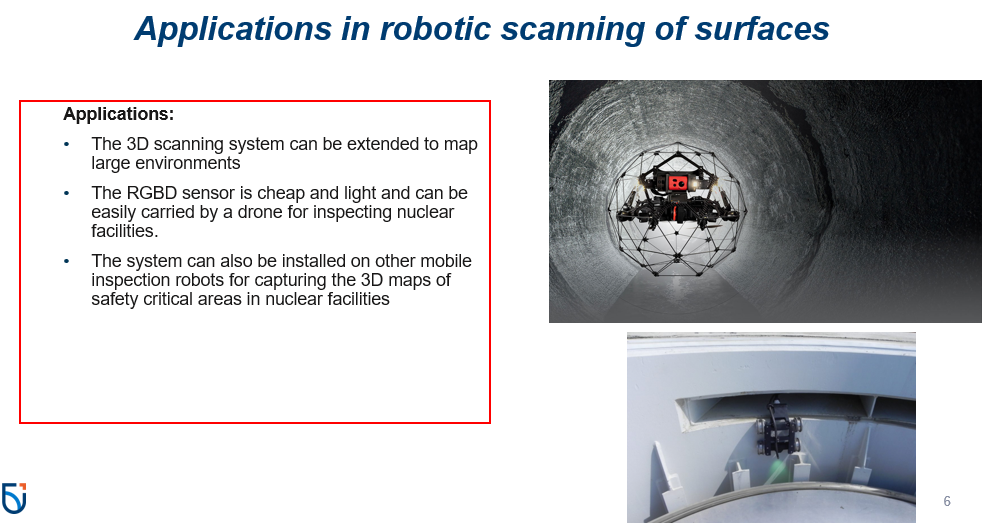 Applications in robotic scanning of surfaces
Applications:
• The 3D scanning system can be extended to map
large environments
• The RGBD sensor is cheap and light and can be
easily carried by a drone for inspecting nuclear
facilities.
• The system can also be installed on other mobile
inspection robots for capturing the 3D maps of
safety critical areas in nuclear facilities
6